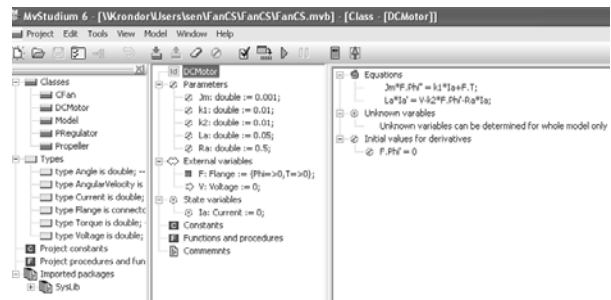 MvStudium 6 - [\\Krondor\Users\sen\FanCS\FanCS\FanCS.mvb] - [Class - [DCMotor]]
Project Edit Tools View Model Window Help
Classes
CFan
DCMotor
Model
PRegulator
Propeller
Types
type Angle is double; --
type AngularVelocity is
type Current is double;
type Flange is connecto
type Torque is double;
type Voltage is double;
Project constants
Project procedures and fun
Imported packages
SysLib
Id DCMotor
Parameters
Jm: double := 0.001;
k1: double := 0.01;
k2: double := 0.01;
La: double := 0.05;
Ra: double := 0.5;
External variables
F: Flange := {Phi=>0,T=>0};
V: Voltage := 0;
State variables
Ia: Current := 0;
C Constants
F Functions and procedures
Commemnts
Equations
Jm*F.Phi'' = k1*Ia+F.T;
La*Ia' = V-k2*F.Phi'-Ra*Ia;
Unknown varables
Unknown variables can be determined for whole model only
Initial values for derivatives
F.Phi' = 0